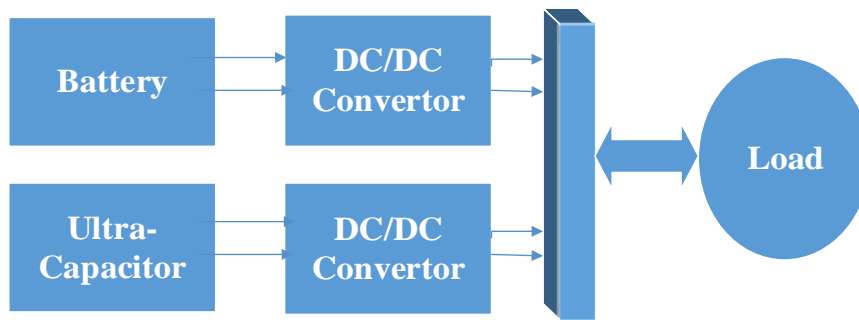 Battery
DC/DC
Convertor
Load
Ultra-
Capacitor
DC/DC
Convertor